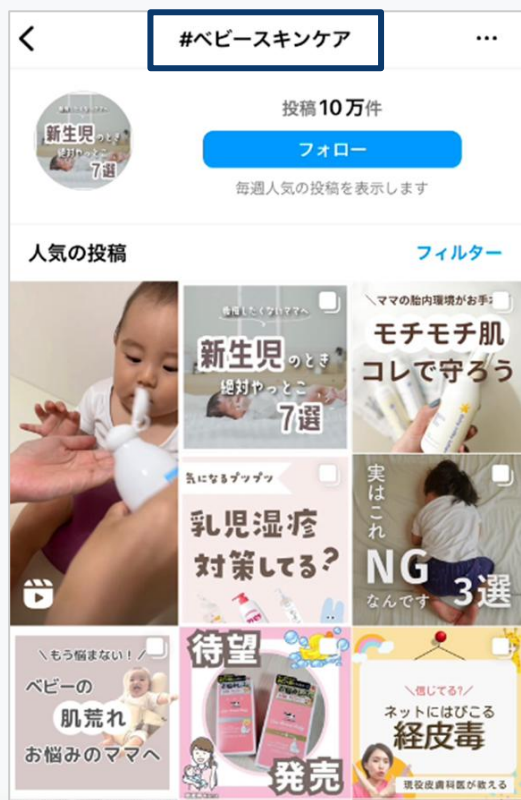 #ベビースキンケア
新生児のとき
絶対やっとこ
7選
投稿10万件
フォロー
毎週人気の投稿を表示します
人気の投稿
フィルター
後悔したくないママへ
新生児のとき
絶対やっとこ
7選
\ママの胎内環境がお手
モチモチ肌
コレで守ろう
気になるプツプツ
乳児湿疹
対策してる?
実はこれ
NG
なんです
3選
\もう悩まない!/
ベビーの
肌荒れ
お悩みのママへ
待望
発売
\信じてる?/
ネットにはびこる
経皮毒
現役皮膚科医が教える